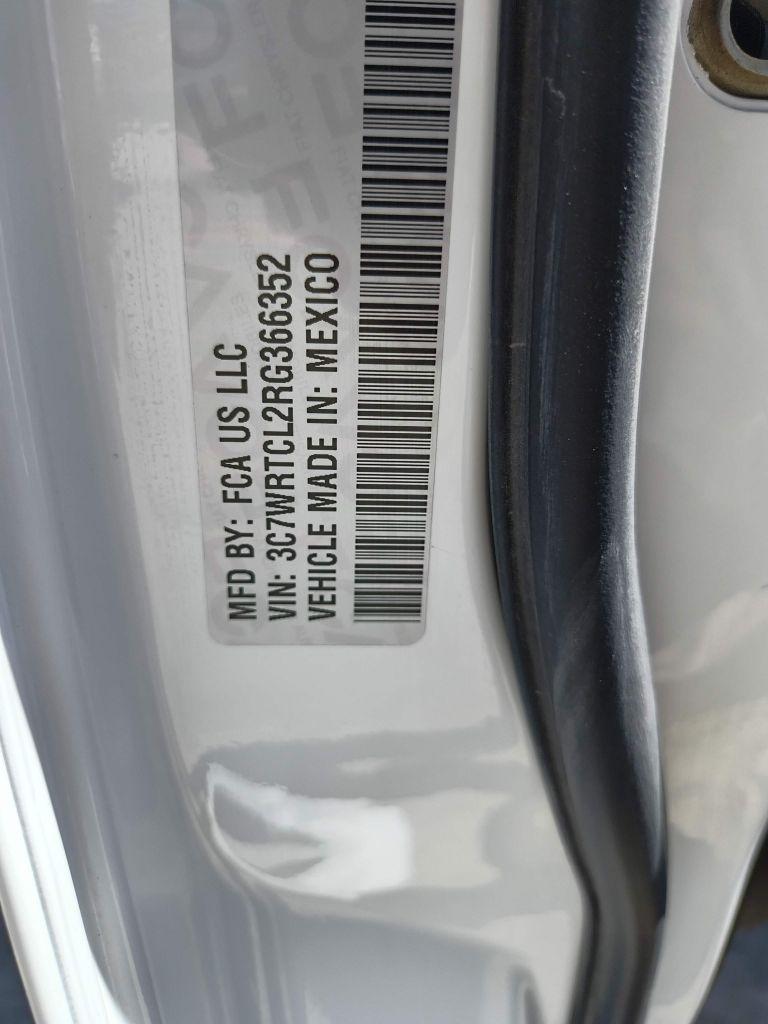 MFD BY: FCA US LLC
VIN: 3C7WRTCL2RG366352
VEHICLE MADE IN: MEXICO